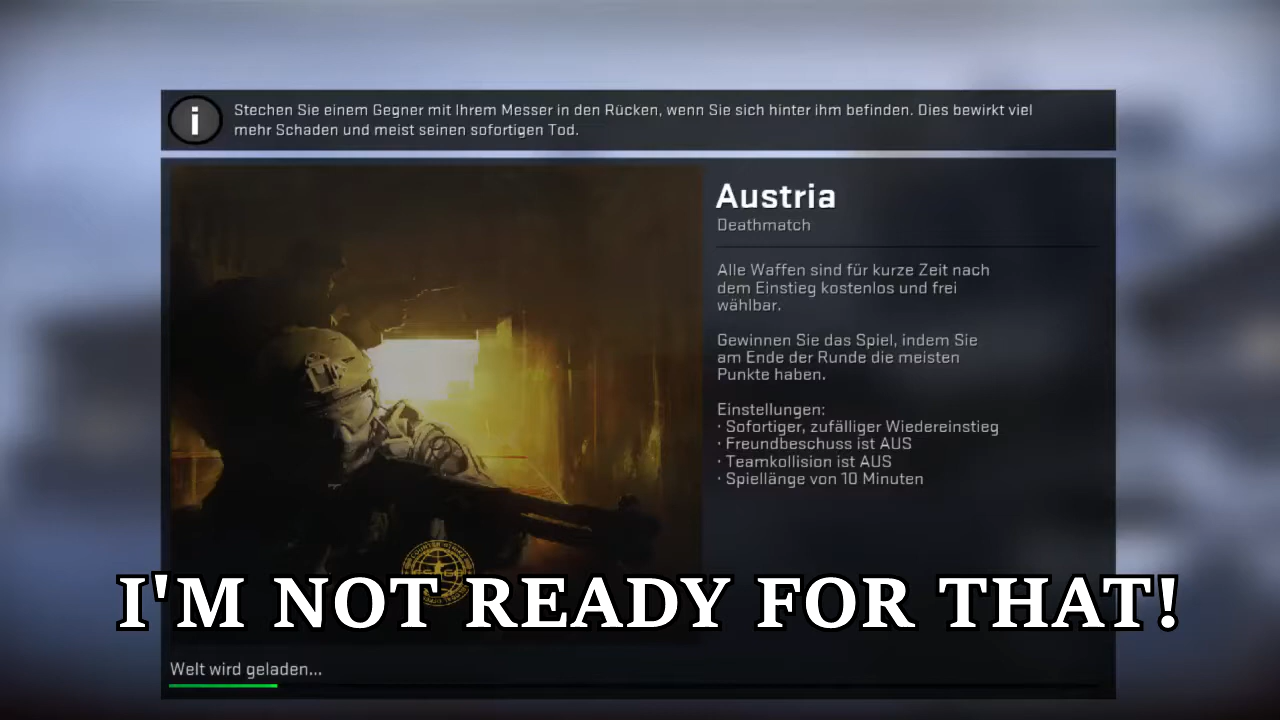 i
Stechen Sie einem Gegner mit Ihrem Messer in den Rücken, wenn Sie sich hinter ihm befinden. Dies bewirkt viel
mehr Schaden und meist seinen sofortigen Tod.
Austria
Deathmatch
Alle Waffen sind für kurze Zeit nach
dem Einstieg kostenlos und frei
wählbar.
Gewinnen Sie das Spiel, indem Sie
am Ende der Runde die meisten
Punkte haben.
Einstellungen:
· Sofortiger, zufälliger Wiedereinstieg
· Freundbeschuss ist AUS
· Teamkollision ist AUS
· Spiellänge von 10 Minuten
I'M NOT READY FOR THAT!
Welt wird geladen...